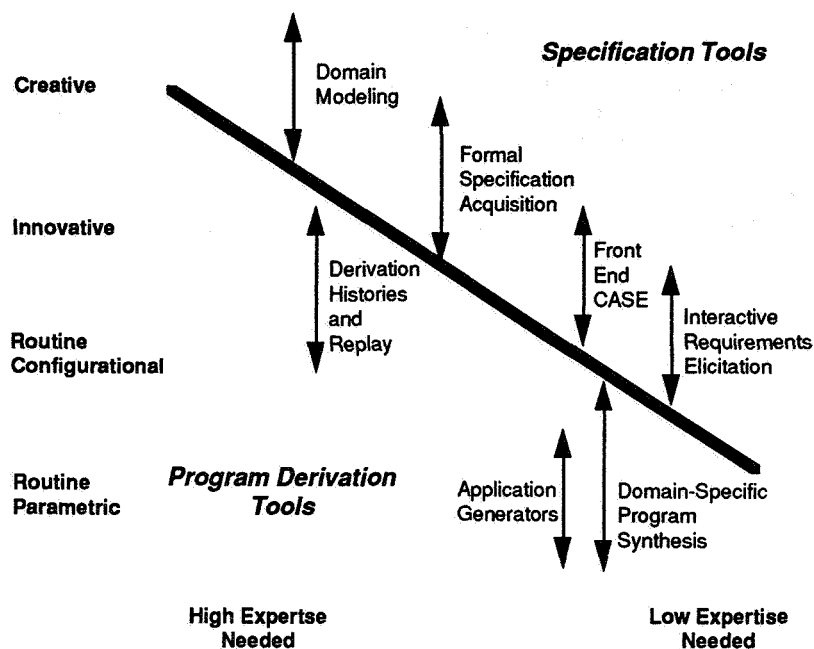 Specification Tools
Creative
Domain
Modeling
Formal
Specification
Acquisition
Innovative
Derivation
Histories
and
Replay
Front
End
CASE
Interactive
Requirements
Elicitation
Routine
Configurational
Routine
Parametric
Program Derivation
Tools
Application
Generators
Domain-Specific
Program
Synthesis
High Expertse
Needed
Low Expertise
Needed